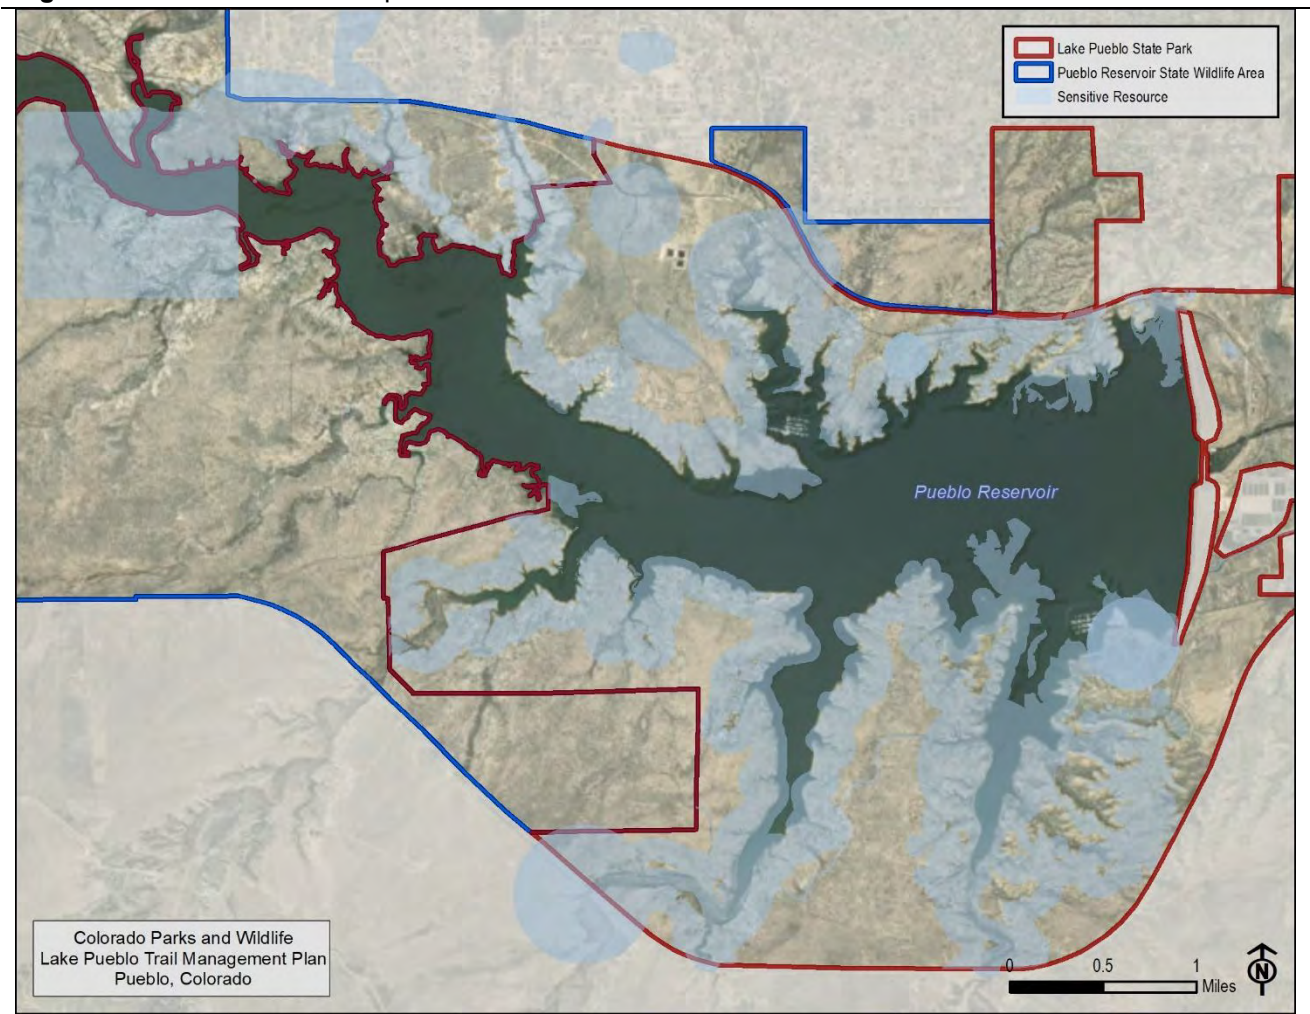 Lake Pueblo State Park
Pueblo Reservoir State Wildlife Area
Sensitive Resource
Pueblo Reservoir
Colorado Parks and Wildlife
Lake Pueblo Trail Management Plan
Pueblo, Colorado
0 0.5 1
Miles
N